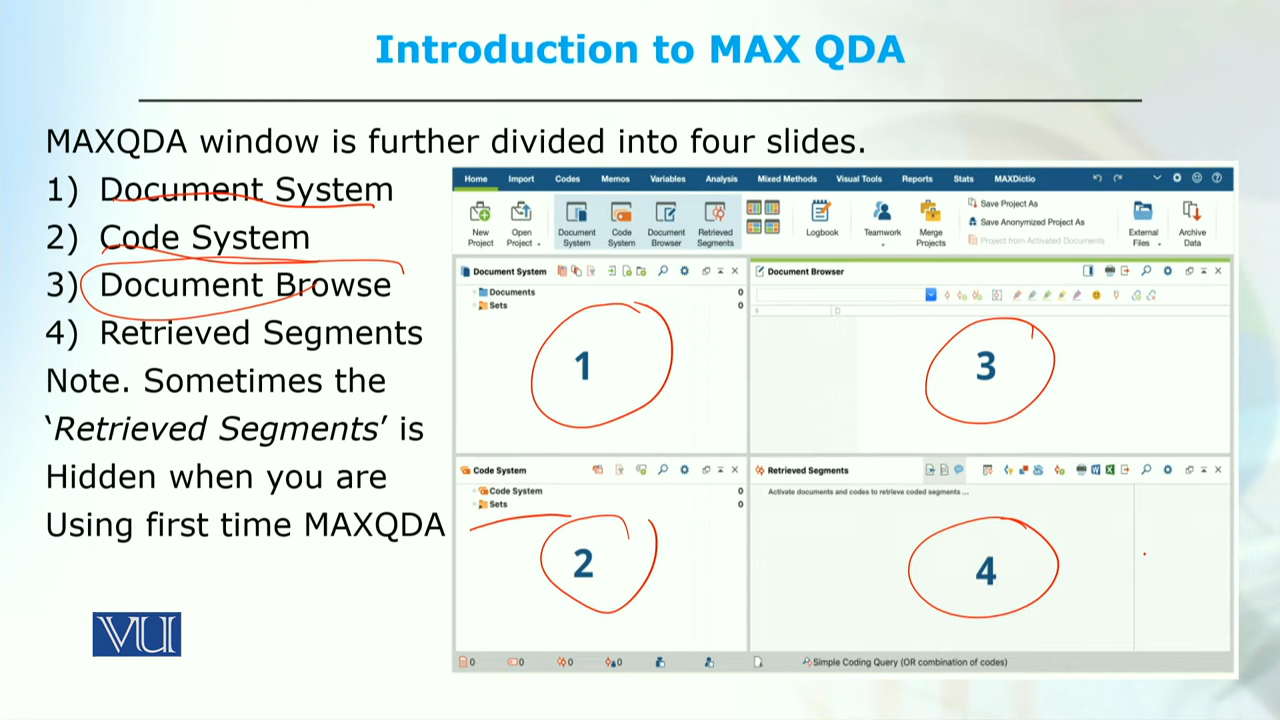 Introduction to MAX QDA
MAXQDA window is further divided into four slides.
1) Document System
2) Code System
3) Document Browse
4) Retrieved Segments
Note. Sometimes the
‘Retrieved Segments’ is
Hidden when you are
Using first time MAXQDA
VU
Home Import Codes Memos Variables Analysis Mixed Methods Visual Tools Reports Stats MAXDictio
New Project
Open Project
Document System
Code System
Document Browser
Retrieved Segments
Logbook
Teamwork
Merge Projects
Save Project As
Save Anonymized Project As
Project from Activated Documents
External Files
Archive Data
Document System
Documents 0
Sets 0
1
Document Browser
3
Code System
Code System 0
Sets 0
2
Retrieved Segments
Activate documents and codes to retrieve coded segments ...
4
0 0 0 0
Simple Coding Query (OR combination of codes)